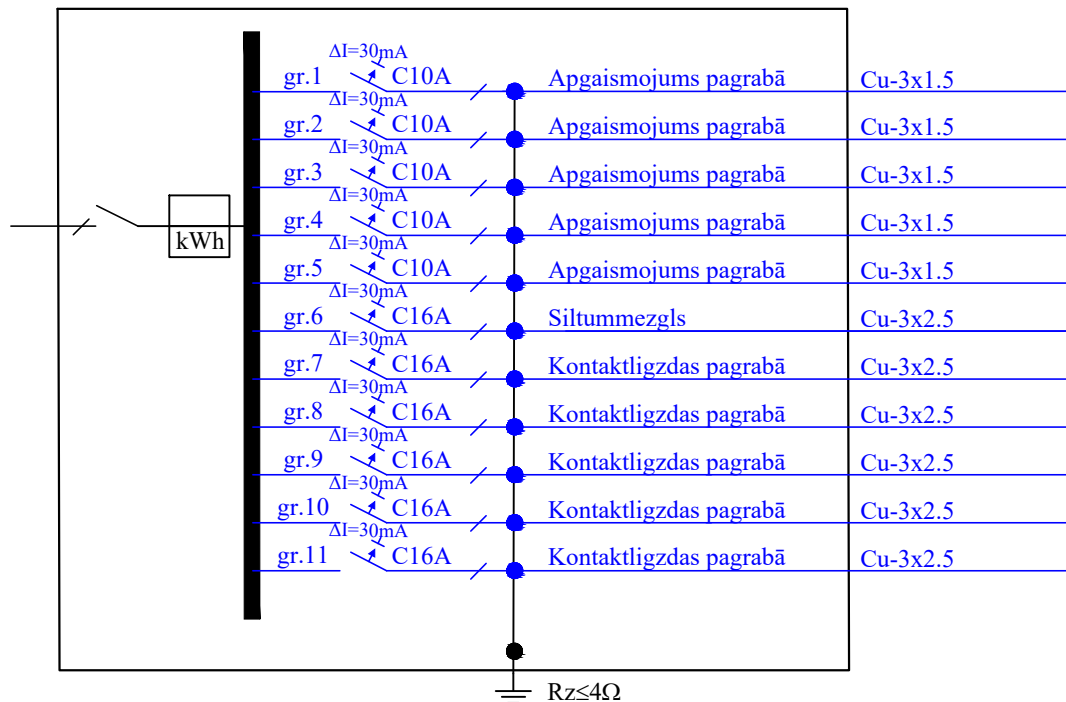 ΔI=30mA
gr.1 C10A Apgaismojums pagrabā Cu-3x1.5
ΔI=30mA
gr.2 C10A Apgaismojums pagrabā Cu-3x1.5
ΔI=30mA
gr.3 C10A Apgaismojums pagrabā Cu-3x1.5
ΔI=30mA
gr.4 C10A Apgaismojums pagrabā Cu-3x1.5
kWh
ΔI=30mA
gr.5 C10A Apgaismojums pagrabā Cu-3x1.5
ΔI=30mA
gr.6 C16A Siltummezgls Cu-3x2.5
ΔI=30mA
gr.7 C16A Kontaktligzdas pagrabā Cu-3x2.5
ΔI=30mA
gr.8 C16A Kontaktligzdas pagrabā Cu-3x2.5
ΔI=30mA
gr.9 C16A Kontaktligzdas pagrabā Cu-3x2.5
ΔI=30mA
gr.10 C16A Kontaktligzdas pagrabā Cu-3x2.5
ΔI=30mA
gr.11 C16A Kontaktligzdas pagrabā Cu-3x2.5
Rz≤4Ω